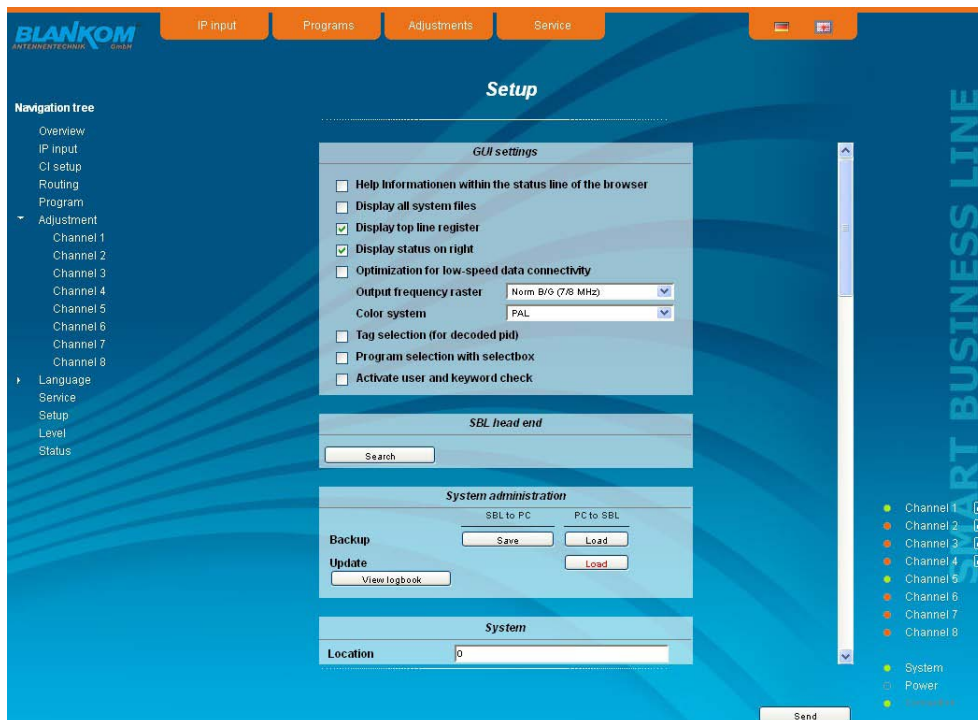 BLANKOM
ANTENNENTECHNIK GmbH
IP input
Programs
Adjustments
Service
Setup
Navigation tree
Overview
IP input
CI setup
Routing
Program
Adjustment
Channel 1
Channel 2
Channel 3
Channel 4
Channel 5
Channel 6
Channel 7
Channel 8
Language
Service
Setup
Level
Status
GUI settings
Help Informationen within the status line of the browser
Display all system files
Display top line register
Display status on right
Optimization for low-speed data connectivity
Output frequency raster Norm B/G (7/8 MHz)
Color system PAL
Tag selection (for decoded pid)
Program selection with selectbox
Activate user and keyword check
SBL head end
Search
System administration
SBL to PC PC to SBL
Backup Save Load
Update Load
View logbook
System
Location 0
Send
SMART BUSINESS LINE
Channel 1
Channel 2
Channel 3
Channel 4
Channel 5
Channel 6
Channel 7
Channel 8
System
Power